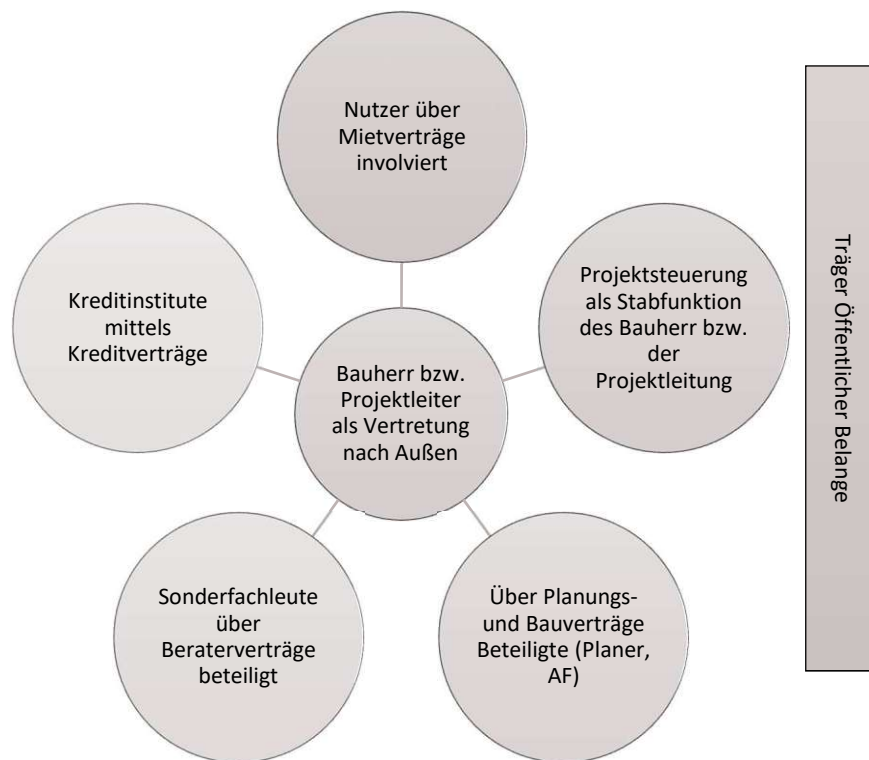 Nutzer über
Mietverträge
involviert
Kreditinstitute
mittels
Kreditverträge
Projektsteuerung
als Stabfunktion
des Bauherr bzw.
der
Projektleitung
Bauherr bzw.
Projektleiter
als Vertretung
nach Außen
Sonderfachleute
über
Beraterverträge
beteiligt
Über Planungs-
und Bauverträge
Beteiligte (Planer,
AF)
Träger Öffentlicher Belange